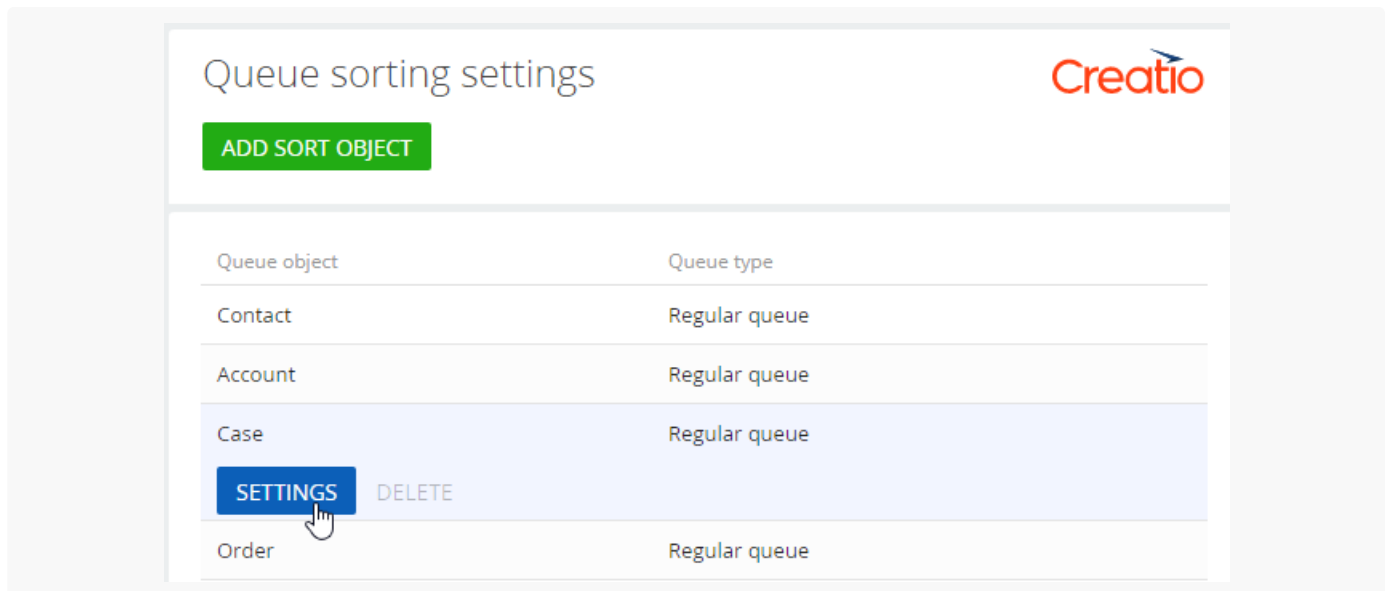 Queue sorting settings
Creatio
ADD SORT OBJECT
Queue object Queue type
Contact Regular queue
Account Regular queue
Case Regular queue
SETTINGS DELETE
Order Regular queue